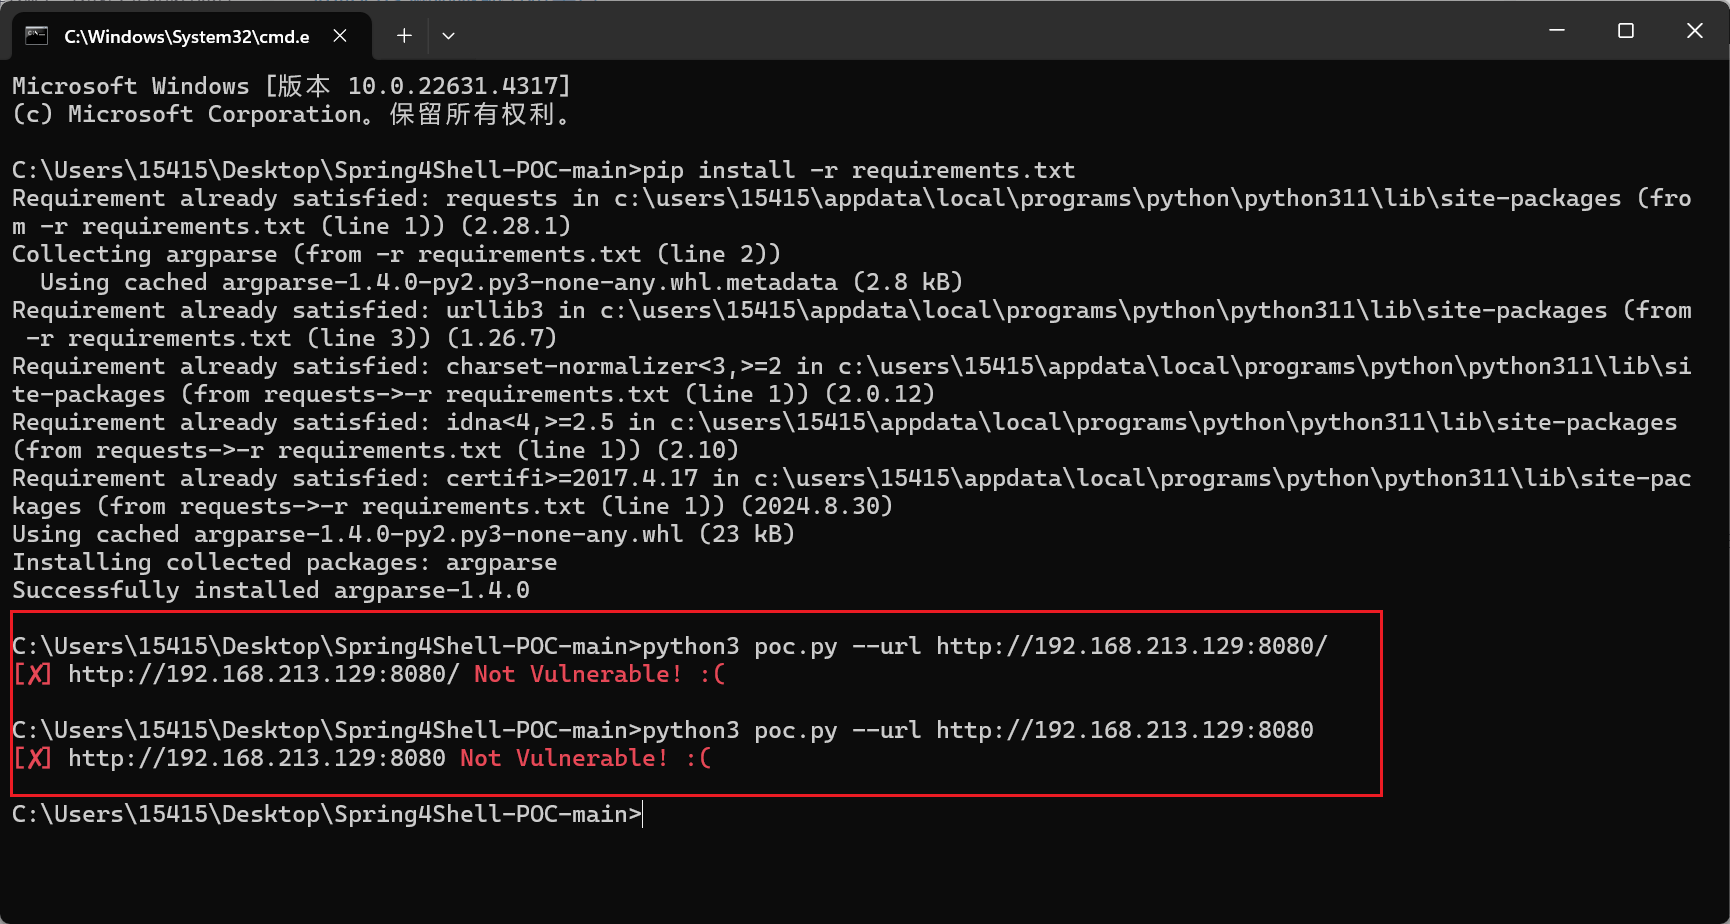 C:\Windows\System32\cmd.e
Microsoft Windows [版本 10.0.22631.4317]
(c) Microsoft Corporation。保留所有权利。
C:\Users\15415\Desktop\Spring4Shell-POC-main>pip install -r requirements.txt
Requirement already satisfied: requests in c:\users\15415\appdata\local\programs\python\python311\lib\site-packages (fro
m -r requirements.txt (line 1)) (2.28.1)
Collecting argparse (from -r requirements.txt (line 2))
  Using cached argparse-1.4.0-py2.py3-none-any.whl.metadata (2.8 kB)
Requirement already satisfied: urllib3 in c:\users\15415\appdata\local\programs\python\python311\lib\site-packages (from
 -r requirements.txt (line 3)) (1.26.7)
Requirement already satisfied: charset-normalizer<3,>=2 in c:\users\15415\appdata\local\programs\python\python311\lib\si
te-packages (from requests->-r requirements.txt (line 1)) (2.0.12)
Requirement already satisfied: idna<4,>=2.5 in c:\users\15415\appdata\local\programs\python\python311\lib\site-packages
(from requests->-r requirements.txt (line 1)) (2.10)
Requirement already satisfied: certifi>=2017.4.17 in c:\users\15415\appdata\local\programs\python\python311\lib\site-pac
kages (from requests->-r requirements.txt (line 1)) (2024.8.30)
Using cached argparse-1.4.0-py2.py3-none-any.whl (23 kB)
Installing collected packages: argparse
Successfully installed argparse-1.4.0
C:\Users\15415\Desktop\Spring4Shell-POC-main>python3 poc.py --url http://192.168.213.129:8080/
[✗] http://192.168.213.129:8080/ Not Vulnerable! :(
C:\Users\15415\Desktop\Spring4Shell-POC-main>python3 poc.py --url http://192.168.213.129:8080
[✗] http://192.168.213.129:8080 Not Vulnerable! :(
C:\Users\15415\Desktop\Spring4Shell-POC-main>